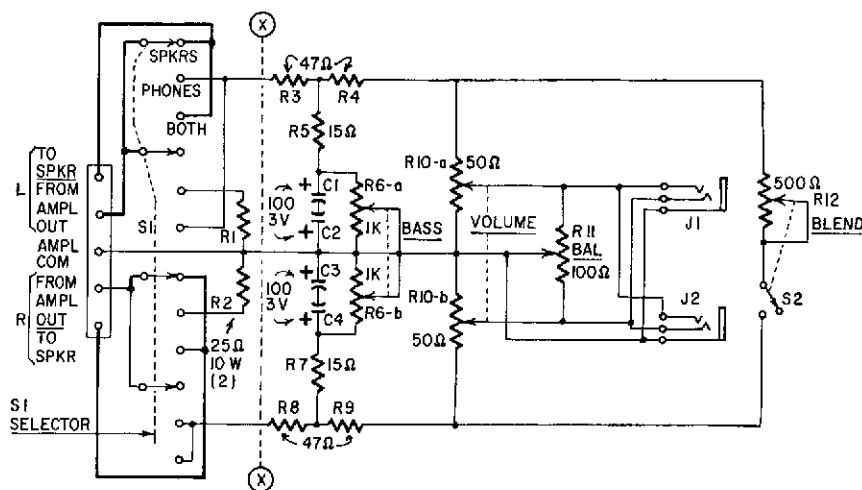 X
SPKRS
PHONES
BOTH
S1
47Ω
R3
R4
R5
15Ω
L
TO
SPKR
FROM
AMPL
OUT
AMPL
COM
FROM
AMPL
OUT
TO
SPKR
R
R1
R2
25Ω
10W
(2)
+
C1
100
3V
+
C2
R6-a
1K
BASS
+
C3
100
3V
+
C4
1K
R6-b
R7
15Ω
R8
R9
47Ω
R10-a
50Ω
VOLUME
R10-b
50Ω
R11
BAL
100Ω
J1
J2
500Ω
R12
BLEND
S2
S1
SELECTOR
X